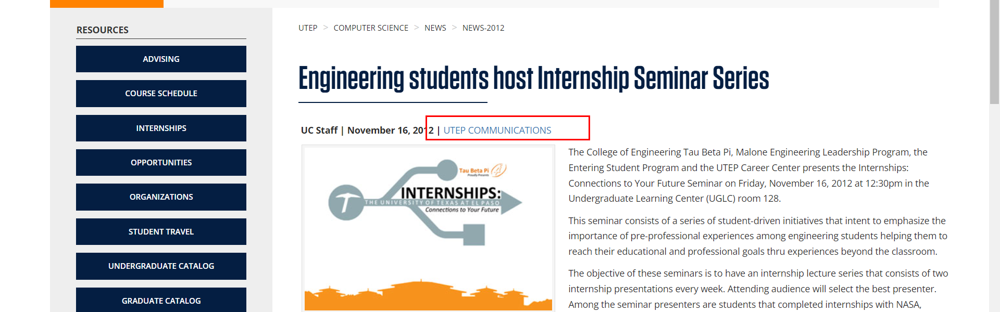 RESOURCES
ADVISING
COURSE SCHEDULE
INTERNSHIPS
OPPORTUNITIES
ORGANIZATIONS
STUDENT TRAVEL
UNDERGRADUATE CATALOG
GRADUATE CATALOG
UTEP > COMPUTER SCIENCE > NEWS > NEWS-2012
Engineering students host Internship Seminar Series
UC Staff | November 16, 2012 | UTEP COMMUNICATIONS
Tau Beta Pi
Proudly Presents
INTERNSHIPS:
THE UNIVERSITY OF TEXAS AT EL PASO
Connections to Your Future
The College of Engineering Tau Beta Pi, Malone Engineering Leadership Program, the
Entering Student Program and the UTEP Career Center presents the Internships:
Connections to Your Future Seminar on Friday, November 16, 2012 at 12:30pm in the
Undergraduate Learning Center (UGLC) room 128.
This seminar consists of a series of student-driven initiatives that intent to emphasize the
importance of pre-professional experiences among engineering students helping them to
reach their educational and professional goals thru experiences beyond the classroom.
The objective of these seminars is to have an internship lecture series that consists of two
internship presentations every week. Attending audience will select the best presenter.
Among the seminar presenters are students that completed internships with NASA,